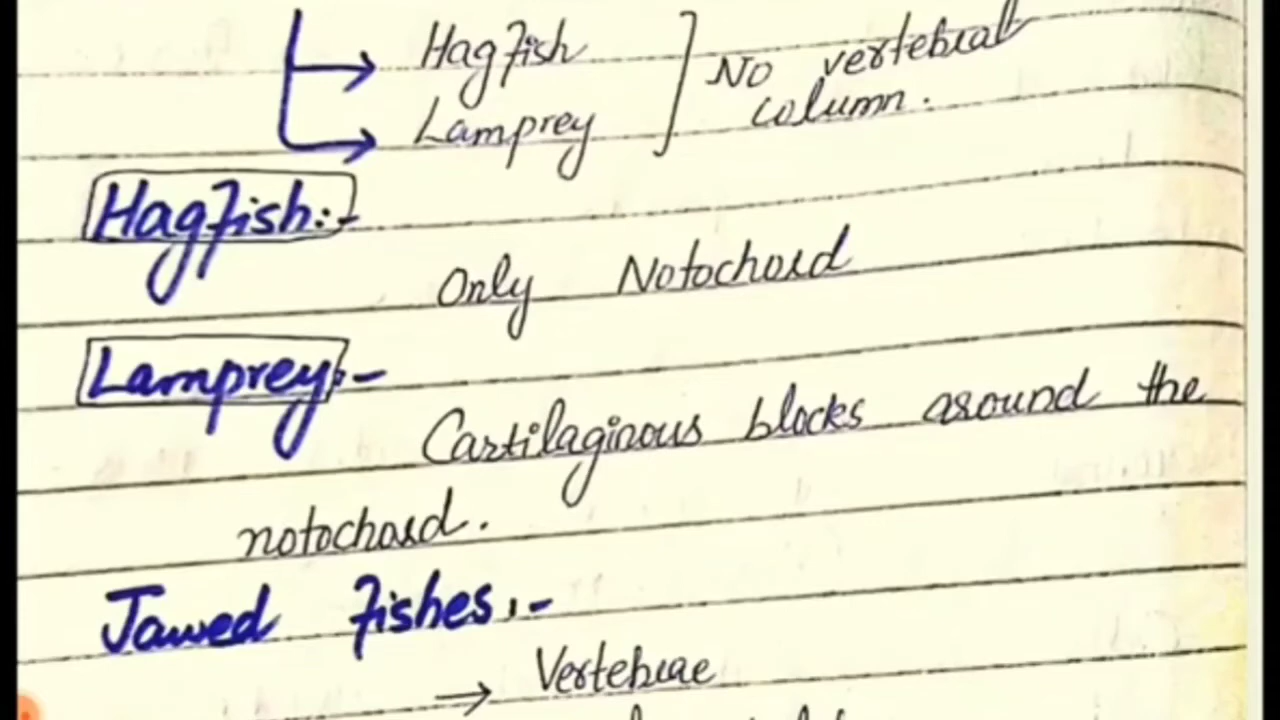 Hagfish
Lamprey
No vertebral
column.
Hagfish:-
Only Notochord
Lamprey:-
Cartilaginous blocks around the
notochord.
Jawed fishes:-
→ Vertebrae